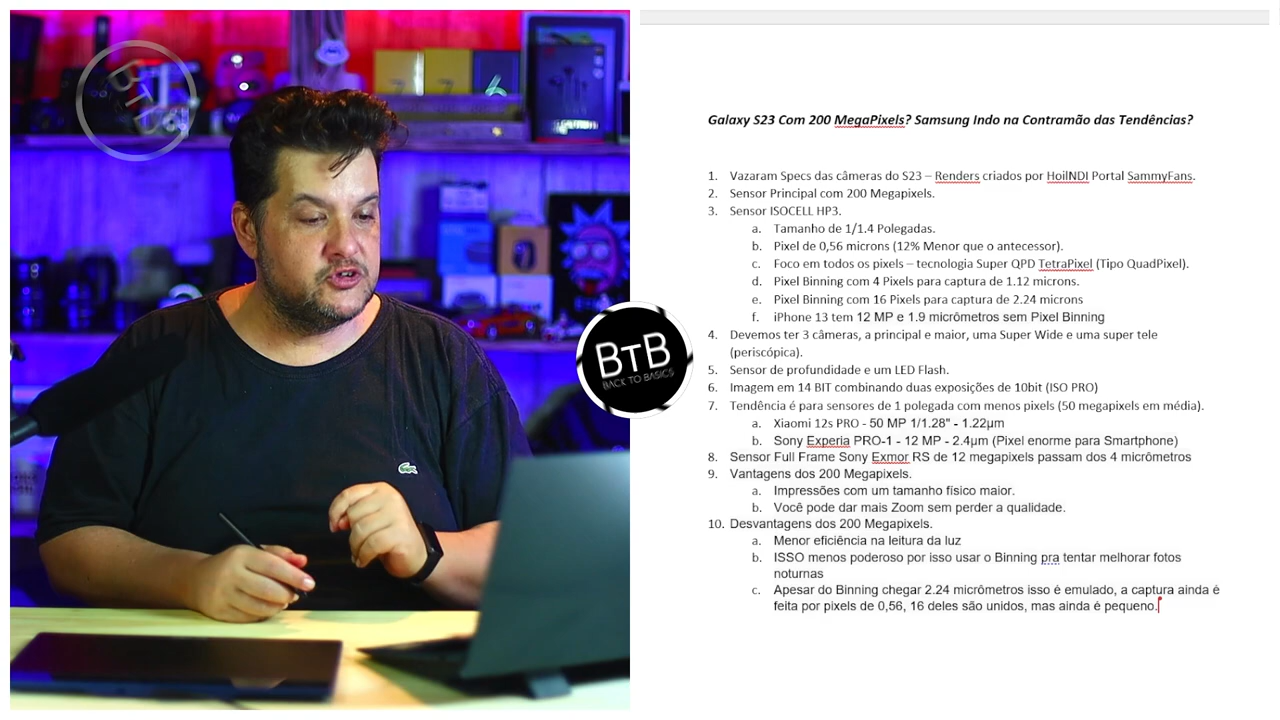 BTB
7
7
6
BTB
BACK TO BASICS
Galaxy S23 Com 200 MegaPixels? Samsung Indo na Contramão das Tendências?
1. Vazaram Specs das câmeras do S23 – Renders criados por HoilNDI Portal SammyFans.
2. Sensor Principal com 200 Megapixels.
3. Sensor ISOCELL HP3.
a. Tamanho de 1/1.4 Polegadas.
b. Pixel de 0,56 microns (12% Menor que o antecessor).
c. Foco em todos os pixels – tecnologia Super QPD TetraPixel (Tipo QuadPixel).
d. Pixel Binning com 4 Pixels para captura de 1.12 microns.
e. Pixel Binning com 16 Pixels para captura de 2.24 microns
f. iPhone 13 tem 12 MP e 1.9 micrômetros sem Pixel Binning
4. Devemos ter 3 câmeras, a principal e maior, uma Super Wide e uma super tele
(periscópica).
5. Sensor de profundidade e um LED Flash.
6. Imagem em 14 BIT combinando duas exposições de 10bit (ISO PRO)
7. Tendência é para sensores de 1 polegada com menos pixels (50 megapixels em média).
a. Xiaomi 12s PRO - 50 MP 1/1.28" - 1.22μm
b. Sony Experia PRO-1 - 12 MP - 2.4μm (Pixel enorme para Smartphone)
8. Sensor Full Frame Sony Exmor RS de 12 megapixels passam dos 4 micrômetros
9. Vantagens dos 200 Megapixels.
a. Impressões com um tamanho físico maior.
b. Você pode dar mais Zoom sem perder a qualidade.
10. Desvantagens dos 200 Megapixels.
a. Menor eficiência na leitura da luz
b. ISSO menos poderoso por isso usar o Binning pra tentar melhorar fotos
noturnas
c. Apesar do Binning chegar 2.24 micrômetros isso é emulado, a captura ainda é
feita por pixels de 0,56, 16 deles são unidos, mas ainda é pequeno.